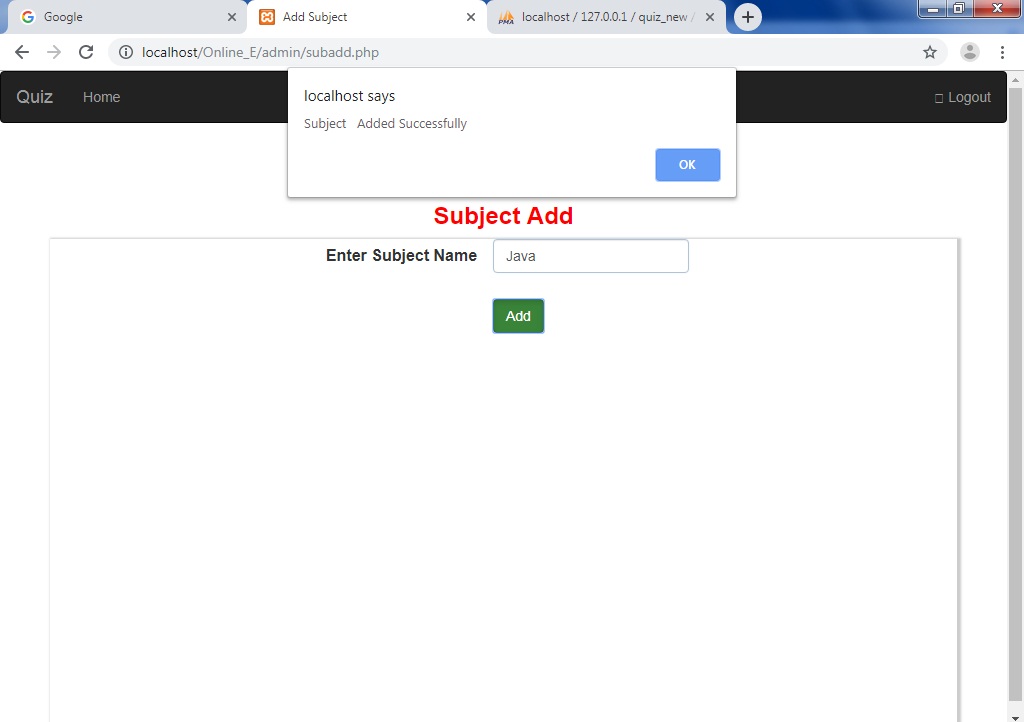 Google
Add Subject
localhost / 127.0.0.1 / quiz_new /
localhost/Online_E/admin/subadd.php
Quiz Home
Logout
localhost says
Subject   Added Successfully
OK
Subject Add
Enter Subject Name
Java
Add